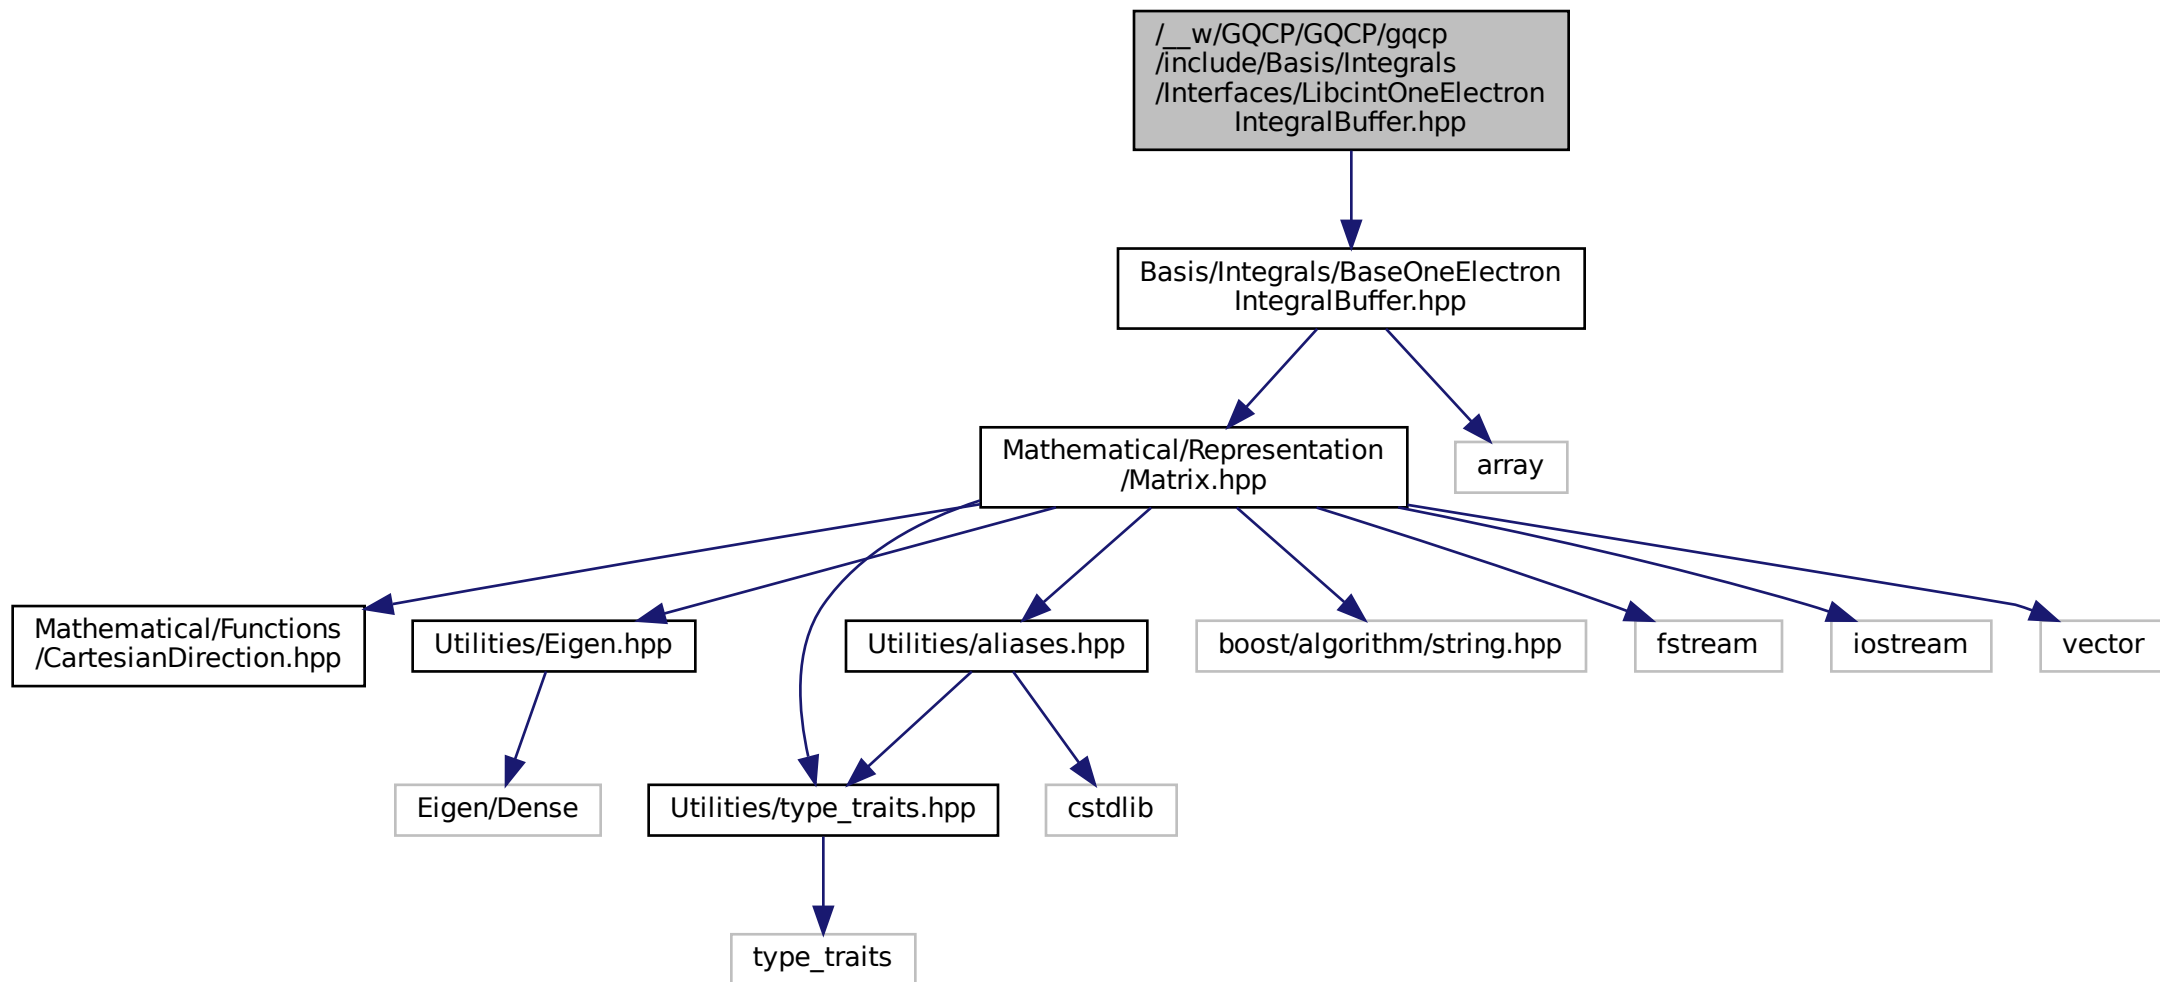 /__w/GQCP/GQCP/gqcp
/include/Basis/Integrals
/Interfaces/LibcintOneElectron
IntegralBuffer.hpp
Basis/Integrals/BaseOneElectron
IntegralBuffer.hpp
Mathematical/Representation
/Matrix.hpp
array
Mathematical/Functions
/CartesianDirection.hpp
Utilities/Eigen.hpp
Utilities/aliases.hpp
boost/algorithm/string.hpp
fstream
iostream
vector
Eigen/Dense
Utilities/type_traits.hpp
cstdlib
type_traits